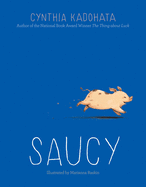 CYNTHIA KADOHATA
Author of the National Book Award Winner The Thing About Luck
SAUCY
illustrated by Marianna Raskin